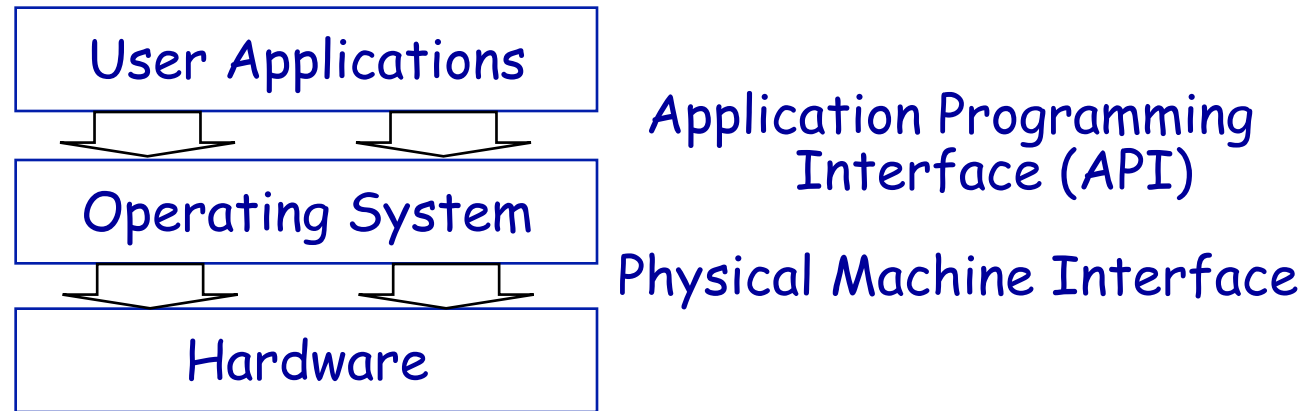 User Applications
Application Programming
Interface (API)
Operating System
Physical Machine Interface
Hardware